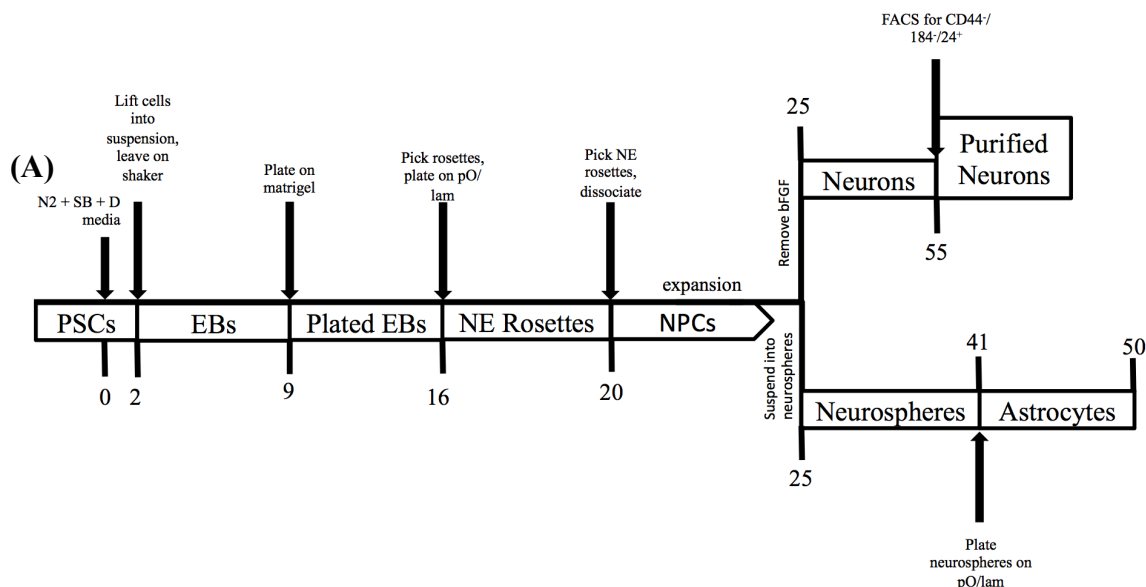 (A)
N2 + SB + D
media
Lift cells
into
suspension,
leave on
shaker
Plate on
matrigel
Pick rosettes,
plate on pO/
lam
Pick NE
rosettes,
dissociate
expansion
PSCs
EBs
Plated EBs
NE Rosettes
NPCs
0
2
9
16
20
Remove bFGF
Suspend into
neurospheres
25
FACS for CD44-/
184-/24+
Neurons
Purified
Neurons
55
41
50
Neurospheres
Astrocytes
25
Plate
neurospheres on
pO/lam